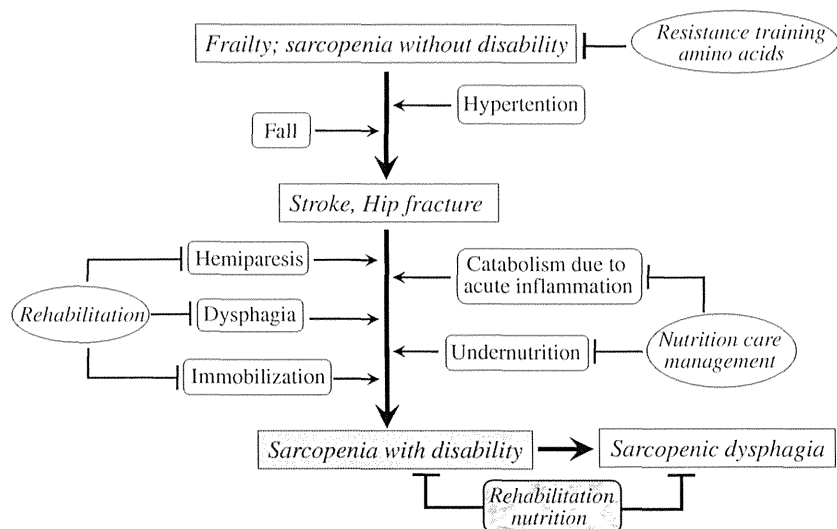 Frailty; sarcopenia without disability
Resistance training
amino acids
Hypertention
Fall
Stroke, Hip fracture
Hemiparesis
Catabolism due to
acute inflammation
Rehabilitation
Dysphagia
Undernutrition
Nutrition care
management
Immobilization
Sarcopenia with disability
Sarcopenic dysphagia
Rehabilitation
nutrition